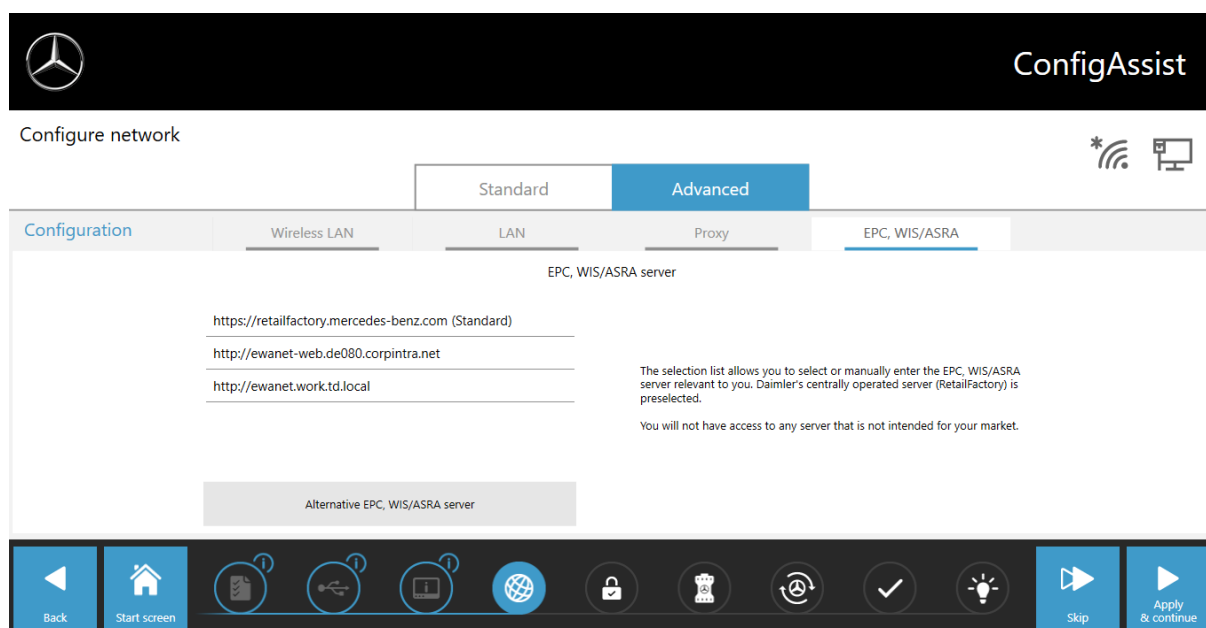 ConfigAssist
Configure network
Standard
Advanced
Configuration
Wireless LAN
LAN
Proxy
EPC, WIS/ASRA
EPC, WIS/ASRA server
https://retailfactory.mercedes-benz.com (Standard)
http://ewanet-web.de080.corpintra.net
http://ewanet.work.td.local
The selection list allows you to select or manually enter the EPC, WIS/ASRA
server relevant to you. Daimler's centrally operated server (RetailFactory) is
preselected.
You will not have access to any server that is not intended for your market.
Alternative EPC, WIS/ASRA server
Back
Start screen
Skip
Apply
& continue